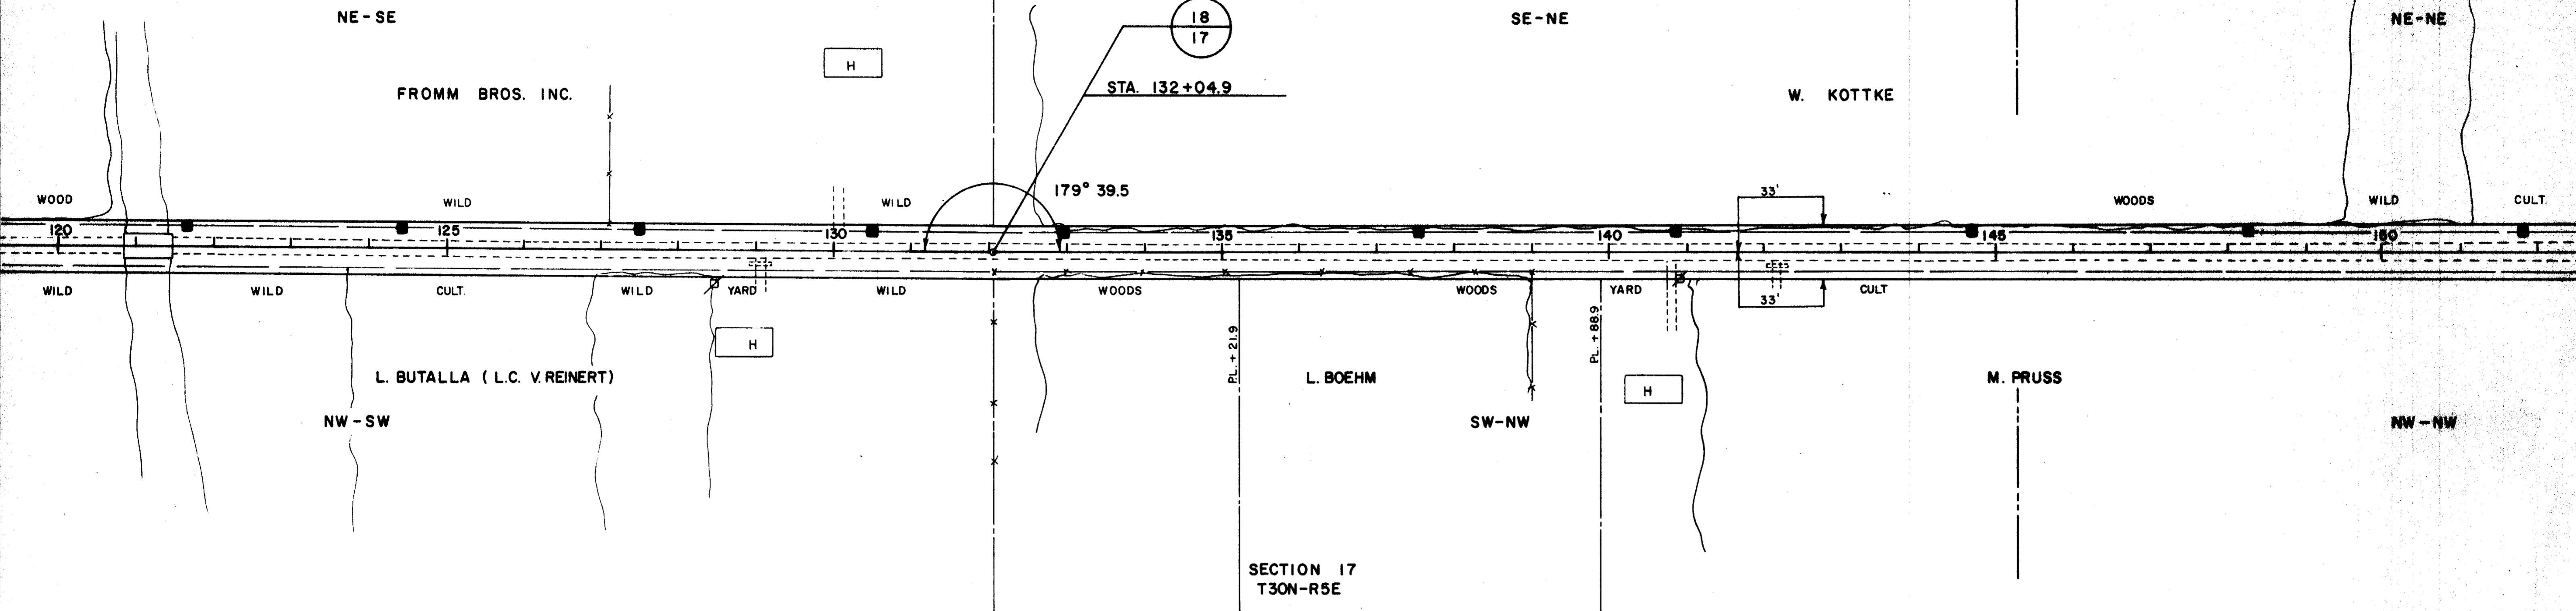 NE-SE
18
17
SE-NE
NE-NE
H
FROMM BROS. INC.
STA. 132+04.9
W. KOTTKE
179° 39.5
33'
WOOD
WILD
WILD
WOODS
WILD
CULT.
120
125
130
135
140
145
150
WILD
WILD
CULT.
WILD
YARD
WILD
WOODS
WOODS
YARD
33'
CULT
H
PL. + 21.9
PL. + 88.9
H
L. BUTALLA ( L.C. V. REINERT)
L. BOEHM
M. PRUSS
NW-SW
SW-NW
NW-NW
SECTION 17
T30N-R5E